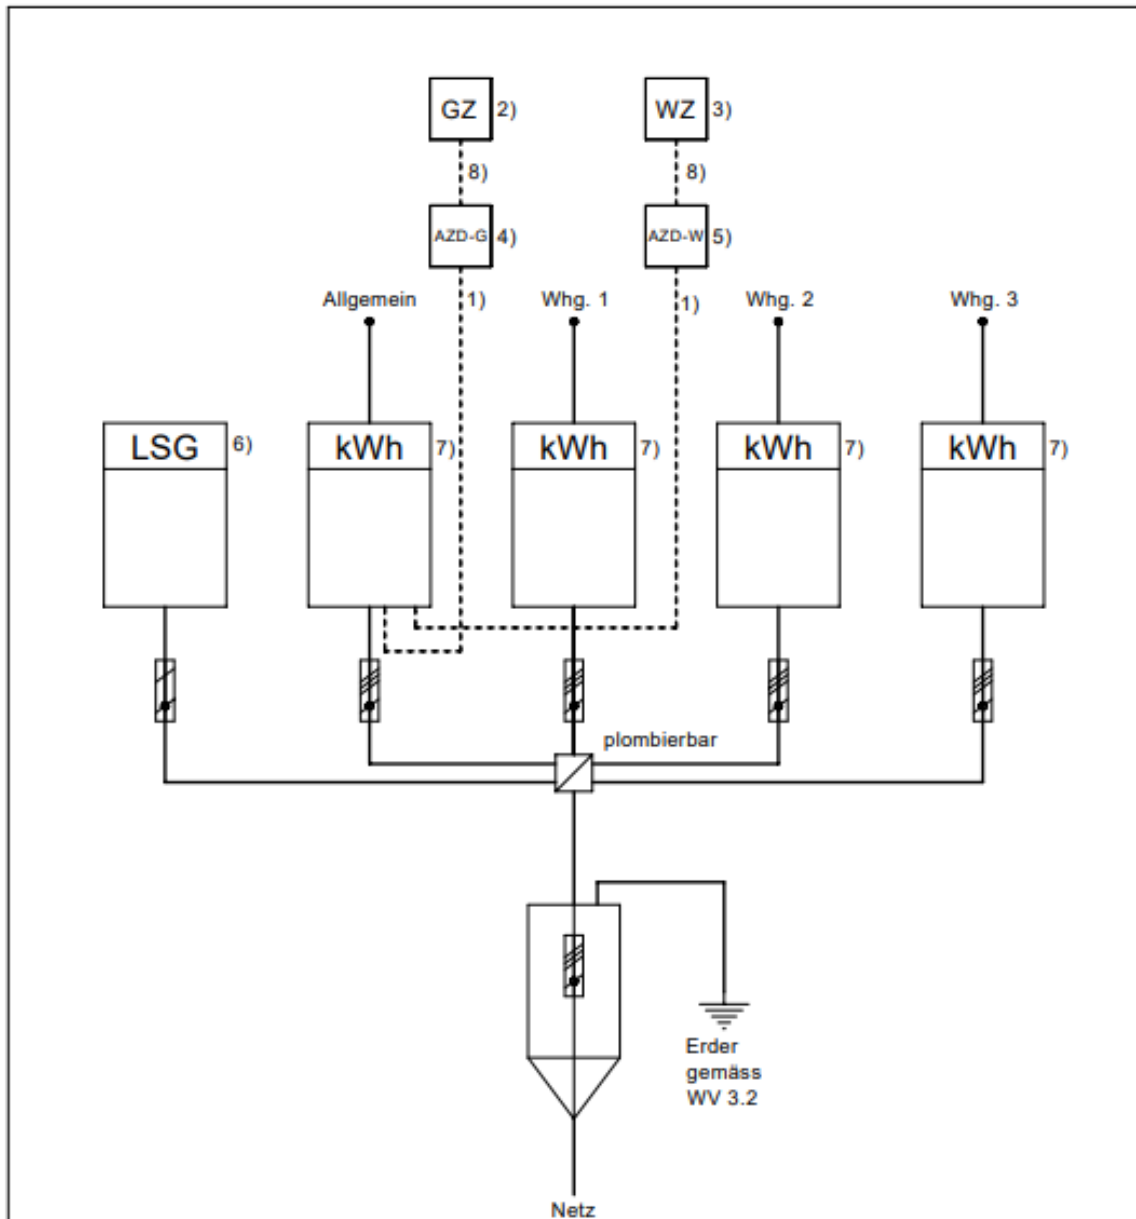 GZ 2) WZ 3)
8) 8)
AZD-G 4) AZD-W 5)
Allgemein 1) Whg. 1 1) Whg. 2 Whg. 3
LSG 6) kWh 7) kWh 7) kWh 7) kWh 7)
plombierbar
Erder
gemäss
WV 3.2
Netz